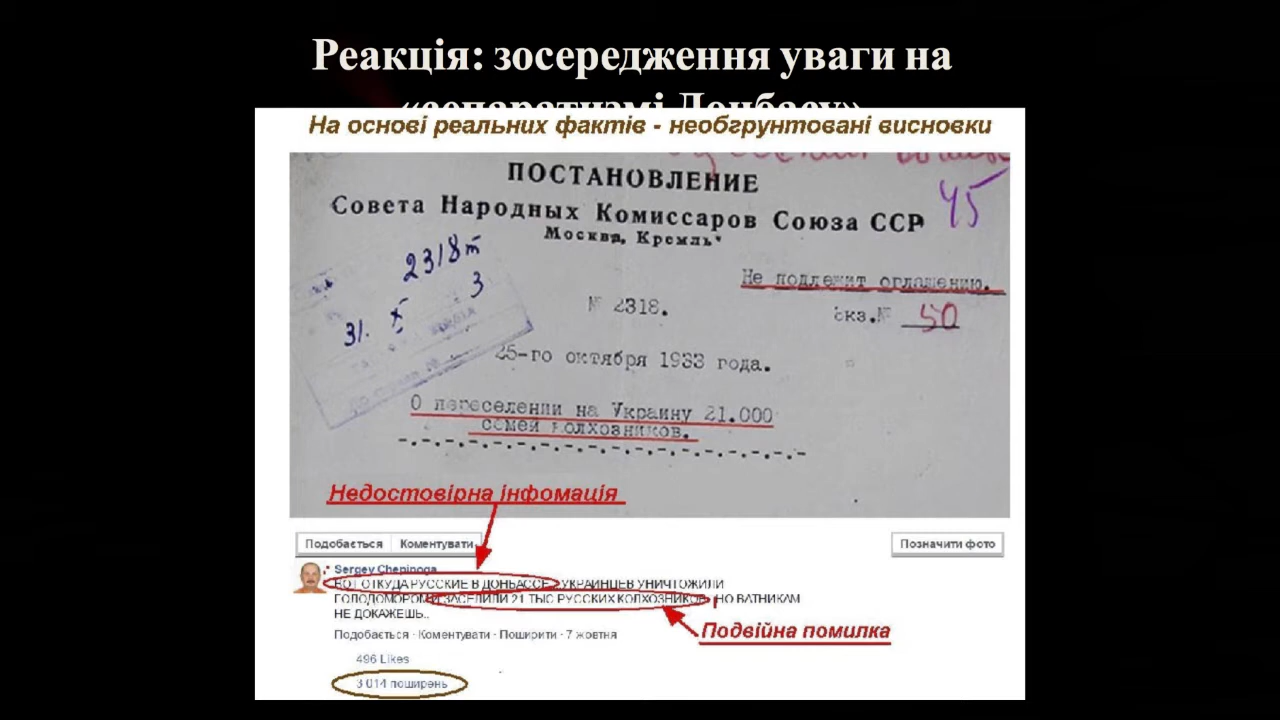 Реакція: зосередження уваги на
«сепаратизмі Донбасу»
На основі реальних фактів - необгрунтовані висновки
45
ПОСТАНОВЛЕНИЕ
Совета Народных Комиссаров Союза ССР
Москва, Кремль
2318т
3
31. X
Не подлежит оглашению.
№ 2318.
экз.№ 50
25-го октября 1933 года.
О переселении на Украину 21.000
семей колхозников.
Недостовірна інфомація
Подобається Коментувати
Позначити фото
Sergey Chepinoga
ВОТ ОТКУДА РУССКИЕ В ДОНБАССЕ. УКРАИНЦЕВ УНИЧТОЖИЛИ
ГОЛОДОМОРОМ И ЗАСЕЛИЛИ 21 ТЫС РУССКИХ КОЛХОЗНИКОВ. НО ВАТНИКАМ
НЕ ДОКАЖЕШЬ..
Подвійна помилка
Подобається · Коментувати · Поширити · 7 жовтня
496 Likes
3 014 поширень